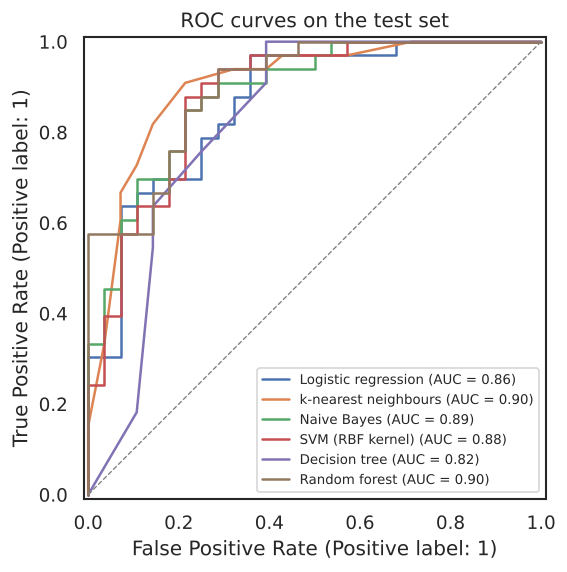 ROC curves on the test set
True Positive Rate (Positive label: 1)
1.0
0.8
0.6
0.4
0.2
0.0
Logistic regression (AUC = 0.86)
k-nearest neighbours (AUC = 0.90)
Naive Bayes (AUC = 0.89)
SVM (RBF kernel) (AUC = 0.88)
Decision tree (AUC = 0.82)
Random forest (AUC = 0.90)
0.0 0.2 0.4 0.6 0.8 1.0
False Positive Rate (Positive label: 1)